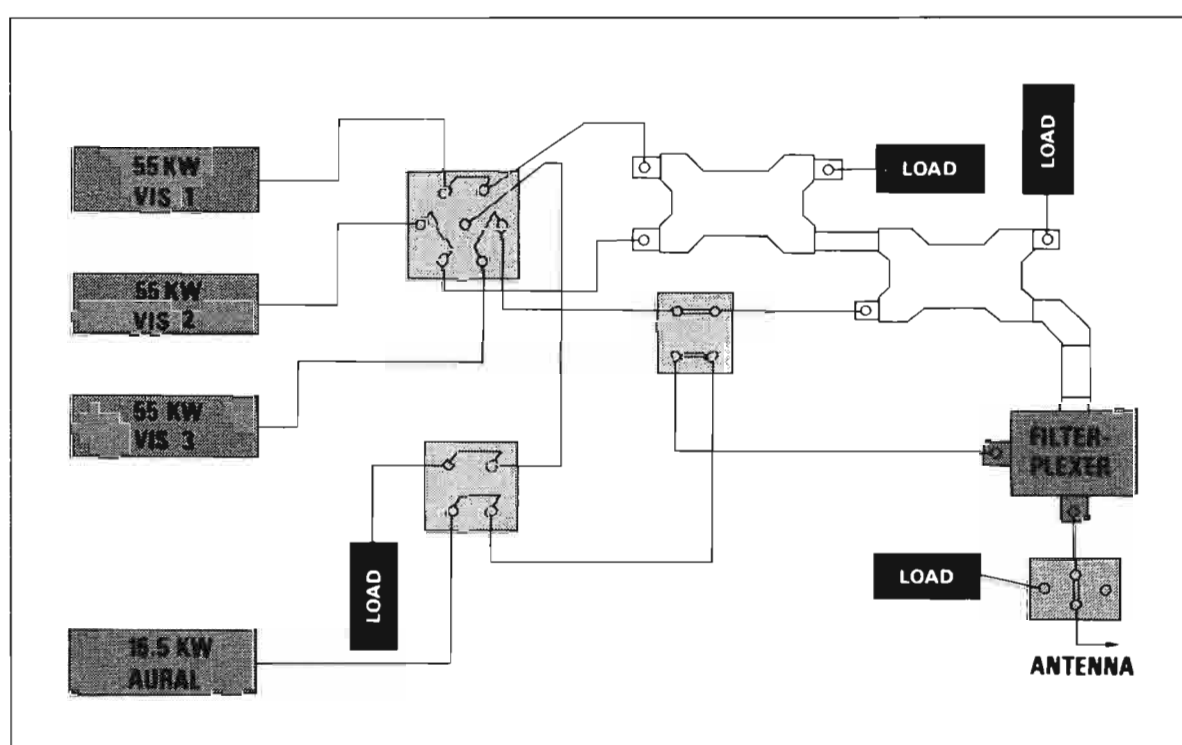 55 KW
VIS 1
55 KW
VIS 2
55 KW
VIS 3
16.5 KW
AURAL
LOAD
LOAD
LOAD
FILTER-
PLEXER
LOAD
ANTENNA